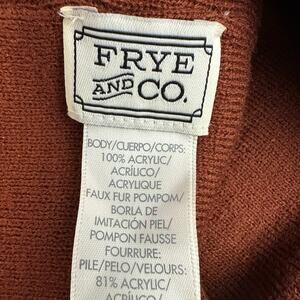 FRYE
AND CO.
BODY/CUERPO/CORPS:
100% ACRYLIC/
ACRÍLICO/
ACRYLIQUE
FAUX FUR POMPOM/
BORLA DE
IMITACIÓN PIEL/
POMPON FAUSSE
FOURRURE:
PILE/PELO/VELOURS:
81% ACRYLIC/
ACRÍLICO/